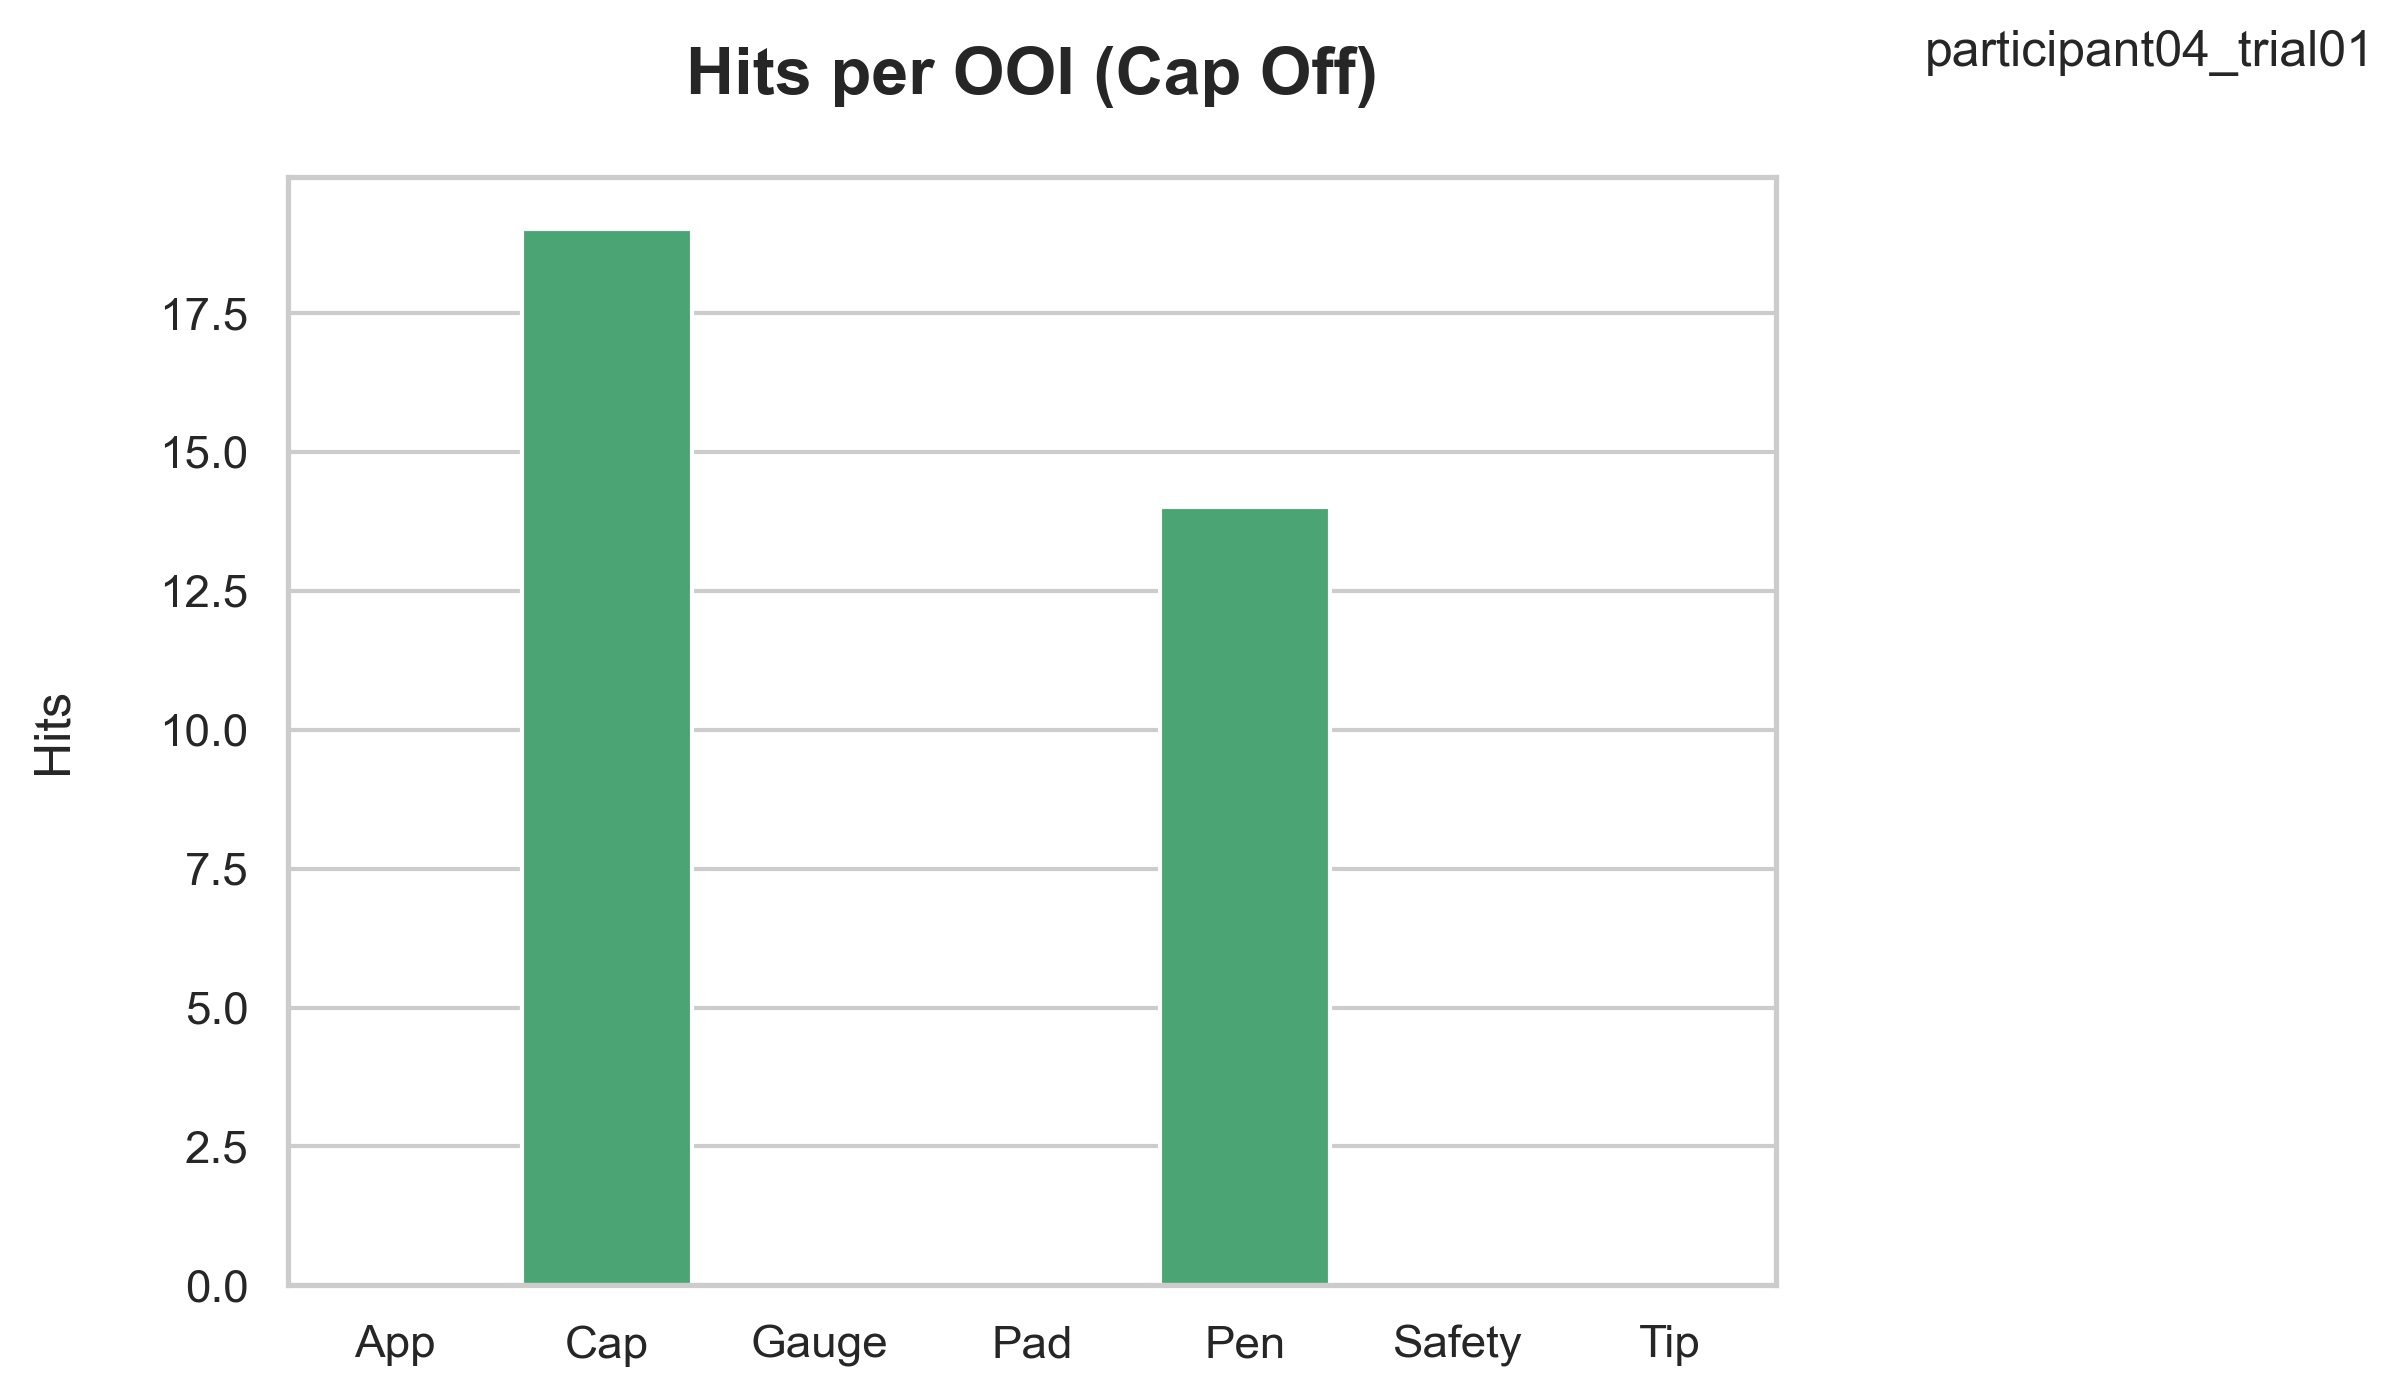 Hits per OOI (Cap Off)
participant04_trial01
Hits
17.5
15.0
12.5
10.0
7.5
5.0
2.5
0.0
App Cap Gauge Pad Pen Safety Tip